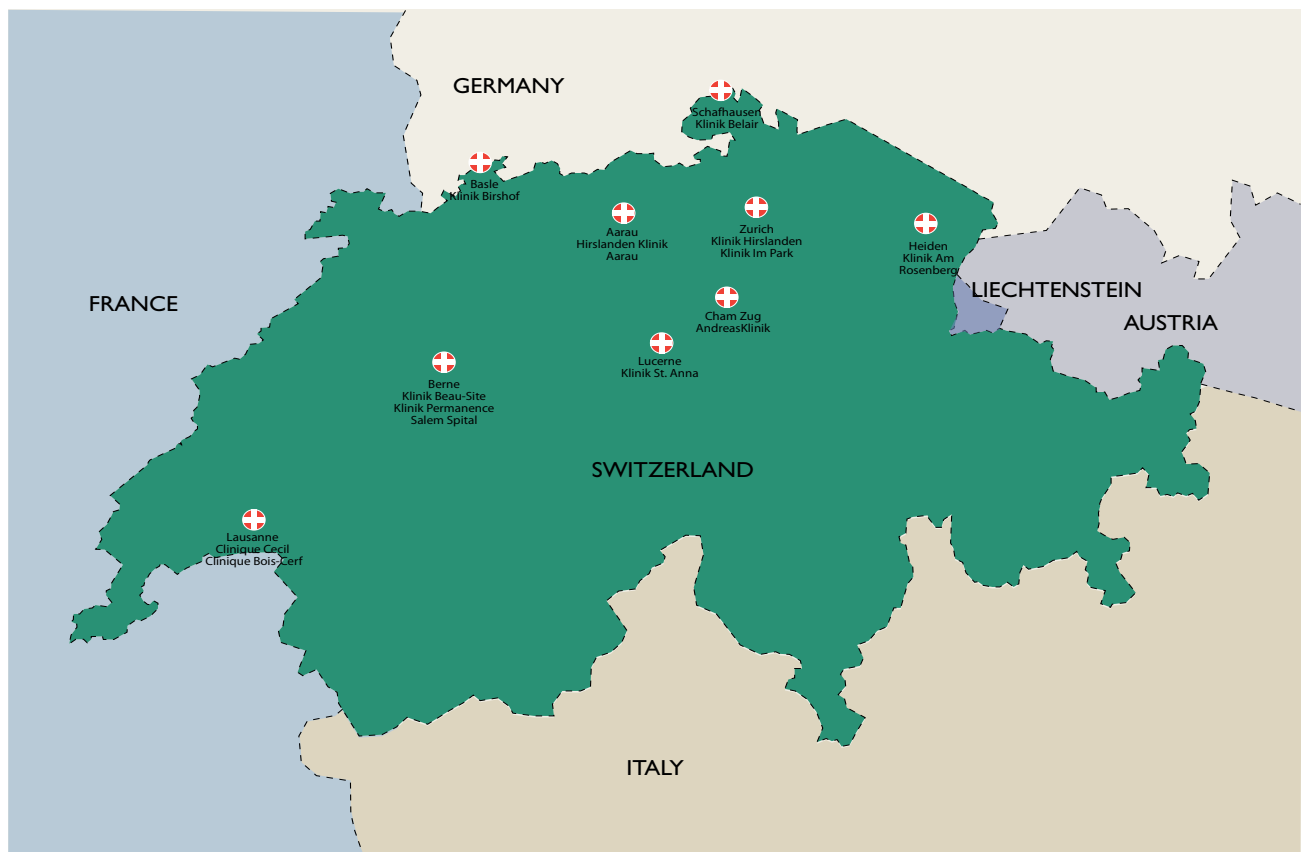 GERMANY
Schafhausen
Klinik Belair
Basle
Klinik Birshof
Aarau
Hirslanden Klinik
Aarau
Zurich
Klinik Hirslanden
Klinik Im Park
Heiden
Klinik Am
Rosenberg
FRANCE
LIECHTENSTEIN
AUSTRIA
Cham Zug
AndreasKlinik
Lucerne
Klinik St. Anna
Berne
Klinik Beau-Site
Klinik Permanence
Salem Spital
SWITZERLAND
Lausanne
Clinique Cecil
Clinique Bois-Cerf
ITALY